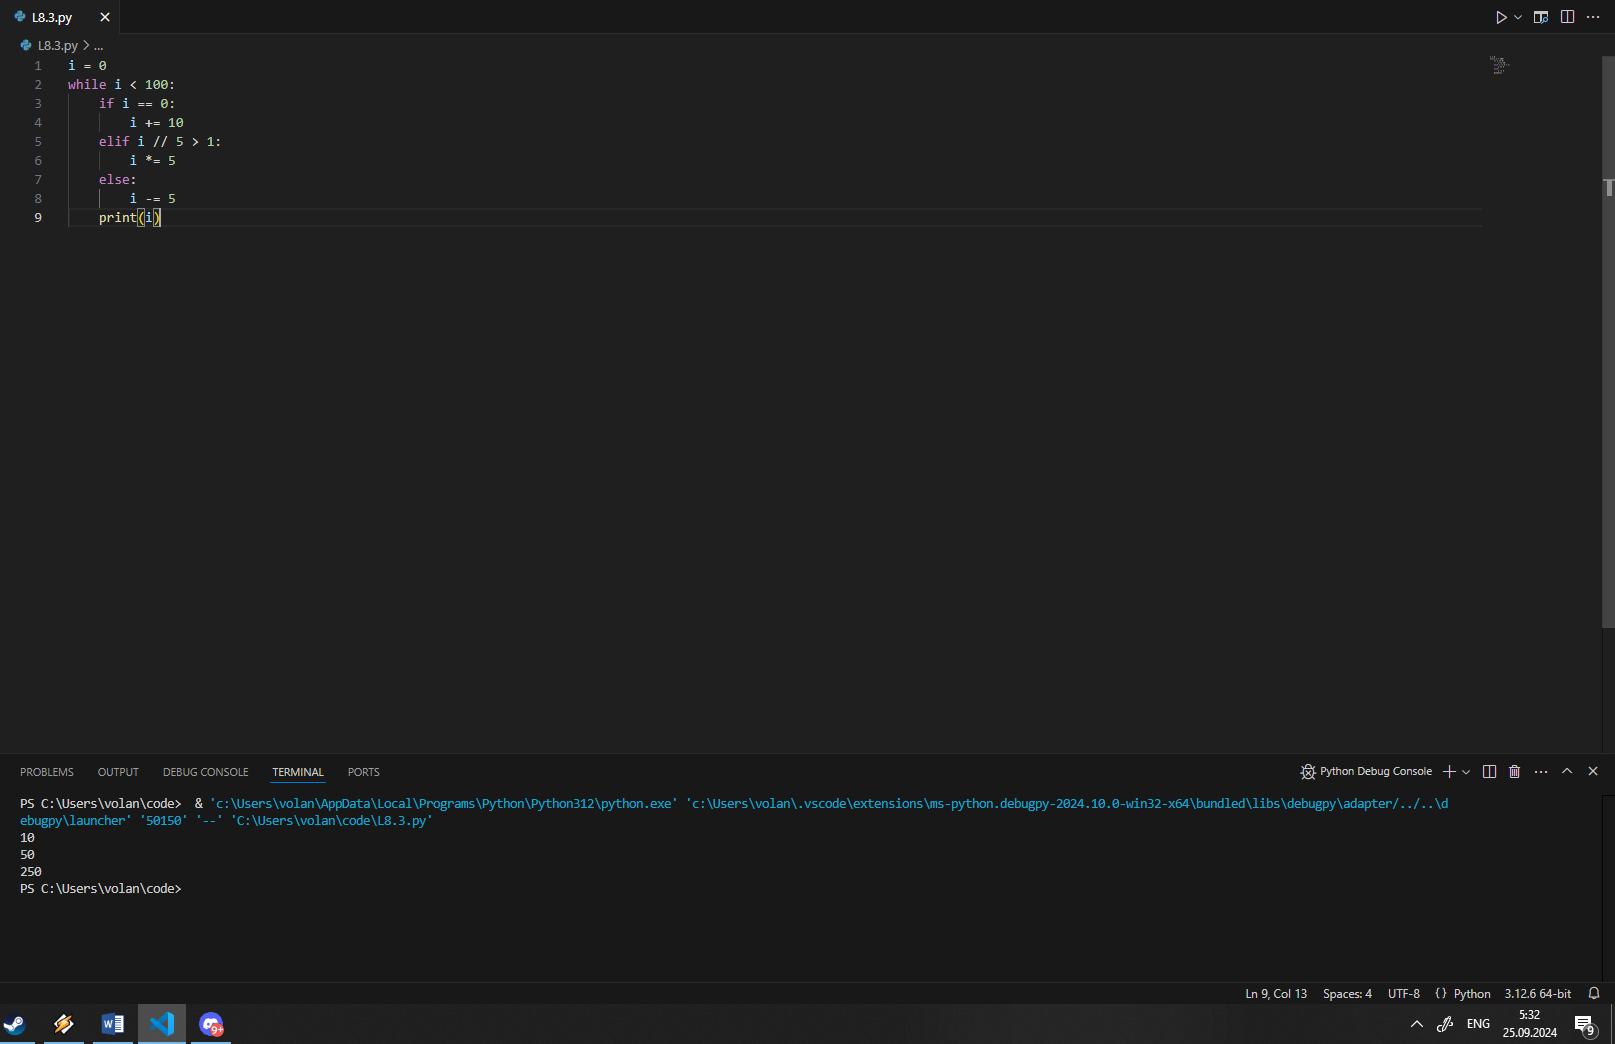 L8.3.py
L8.3.py > ...
1 i = 0
2 while i < 100:
3     if i == 0:
4         i += 10
5     elif i // 5 > 1:
6         i *= 5
7     else:
8         i -= 5
9     print(i)
PROBLEMS OUTPUT DEBUG CONSOLE TERMINAL PORTS Python Debug Console
PS C:\Users\volan\code>  & 'c:\Users\volan\AppData\Local\Programs\Python\Python312\python.exe' 'c:\Users\volan\.vscode\extensions\ms-python.debugpy-2024.10.0-win32-x64\bundled\libs\debugpy\adapter/../..\d
ebugpy\launcher' '50150' '--' 'C:\Users\volan\code\L8.3.py'
10
50
250
PS C:\Users\volan\code>
Ln 9, Col 13 Spaces: 4 UTF-8 {} Python 3.12.6 64-bit
W 9+ ENG 5:32 9
25.09.2024